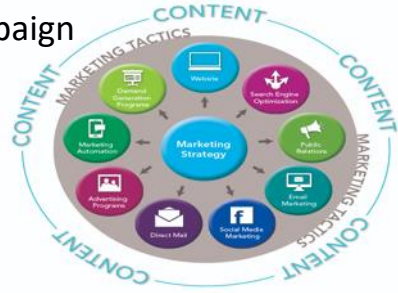 paign
CONTENT
CONTENT
CONTENT
CONTENT
CONTENT
CONTENT
MARKETING TACTICS
MARKETING TACTICS
Website
Search Engine
Optimization
Public
Relations
Email
Marketing
Social Media
Marketing
Direct Mail
Advertising
Programs
Marketing
Automation
Demand
Generation
Programs
Marketing
Strategy